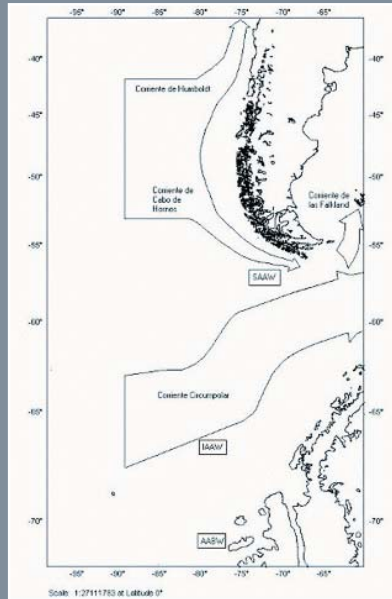 -95° -90° -85° -80° -75° -70° -65°
-40°
-40°
Corriente de Humboldt
-45°
-45°
-50°
-50°
Corriente de
Cabo de
Hornos
Corriente de
las Falkland
-55°
-55°
SAAW
-60°
-60°
Corriente Circumpolar
-65°
-65°
IAAW
-70°
-70°
AABW
-95° -90° -85° -80° -75° -70° -65°
Scale: 1:27111783 at Latitude 0°